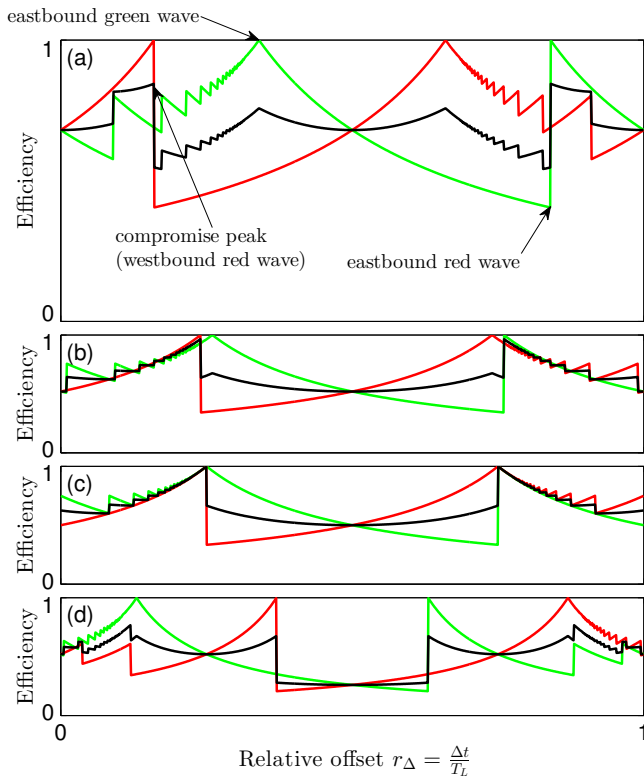 eastbound green wave
1
(a)
Efficiency
compromise peak
(westbound red wave)
eastbound red wave
0
1
(b)
Efficiency
0
1
(c)
Efficiency
0
1
(d)
Efficiency
0
0
1
Relative offset r_Δ = Δt/T_L